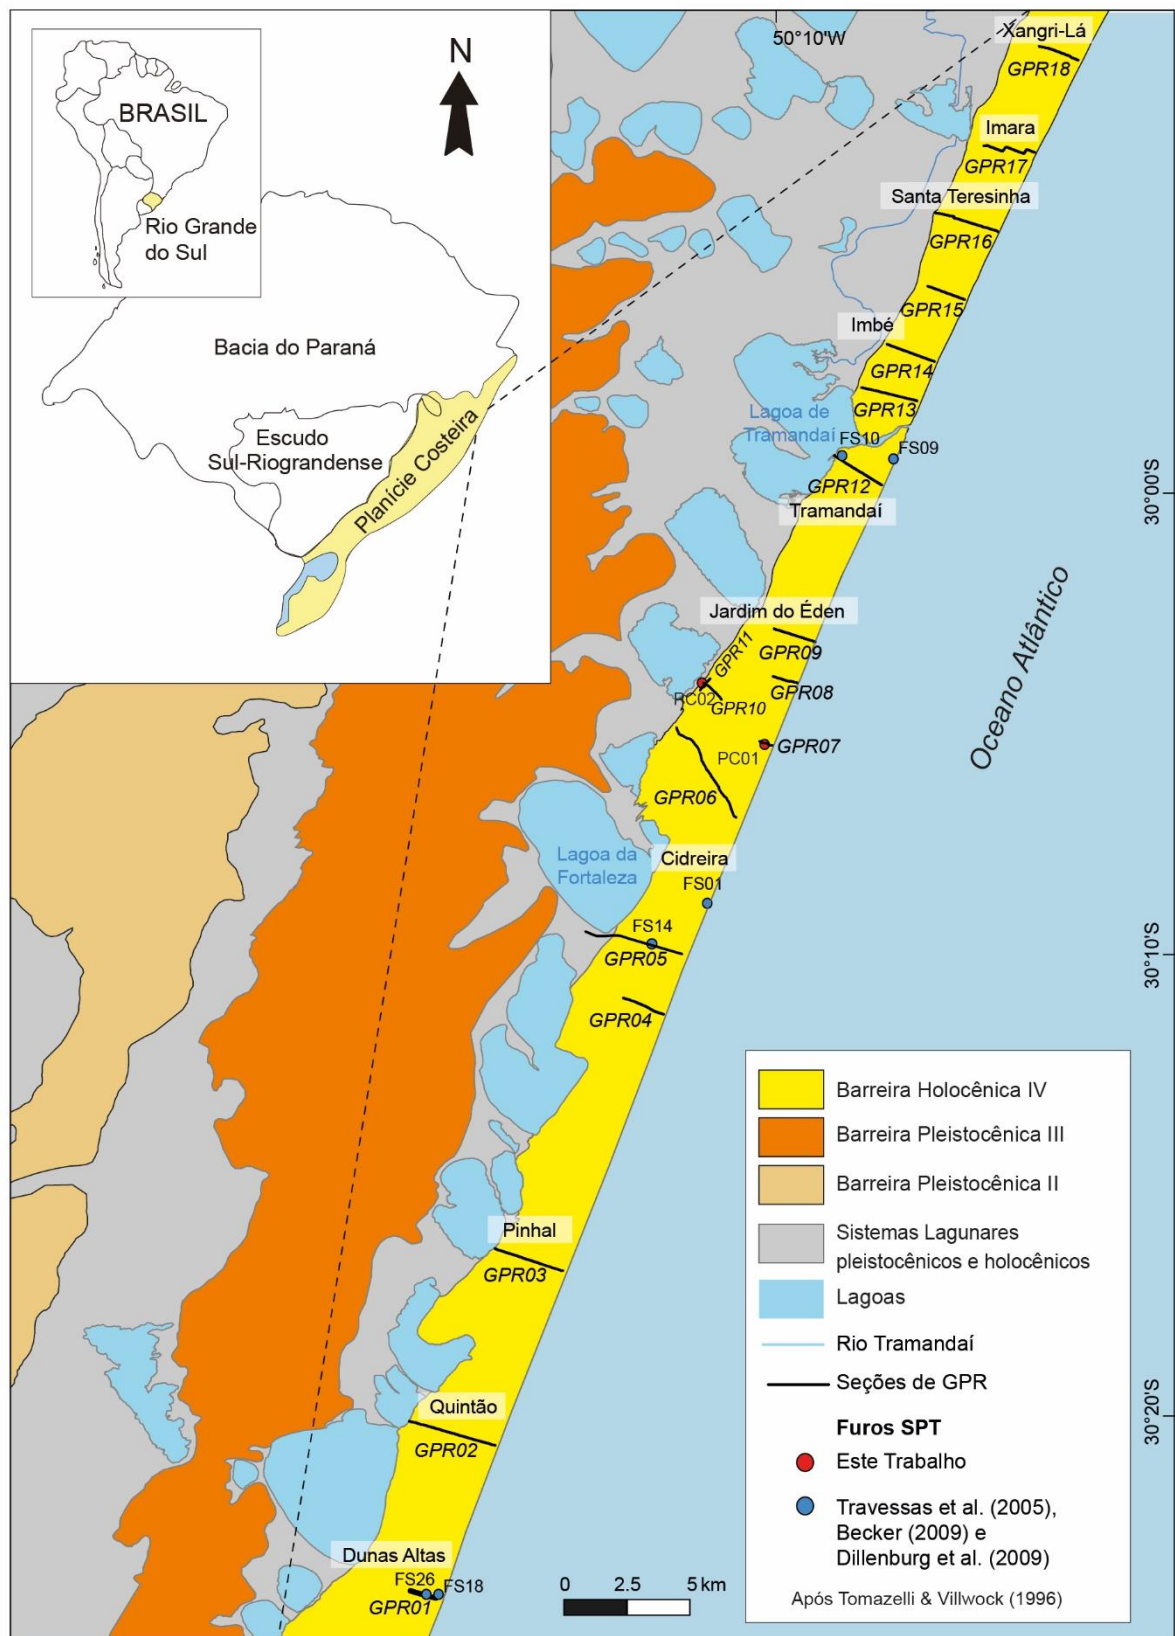 BRASIL
Rio Grande
do Sul
N
Bacia do Paraná
Escudo
Sul-Riograndense
Planície Costeira
50°10'W
Xangri-Lá
GPR18
Imara
GPR17
Santa Teresinha
GPR16
GPR15
Imbé
GPR14
GPR13
Lagoa de
Tramandaí
FS10
FS09
GPR12
Tramandaí
30°00'S
Jardim do Éden
GPR11
GPR09
GPR08
PC02
GPR10
PC01
GPR07
GPR06
Oceano Atlântico
Lagoa da
Fortaleza
Cidreira
FS01
FS14
GPR05
30°10'S
GPR04
Pinhal
GPR03
Quintão
GPR02
30°20'S
Dunas Altas
FS26
FS18
GPR01
0 2.5 5 km
Barreira Holocênica IV
Barreira Pleistocênica III
Barreira Pleistocênica II
Sistemas Lagunares
pleistocênicos e holocênicos
Lagoas
Rio Tramandaí
Seções de GPR
Furos SPT
Este Trabalho
Travessas et al. (2005),
Becker (2009) e
Dillenburg et al. (2009)
Após Tomazelli & Villwock (1996)